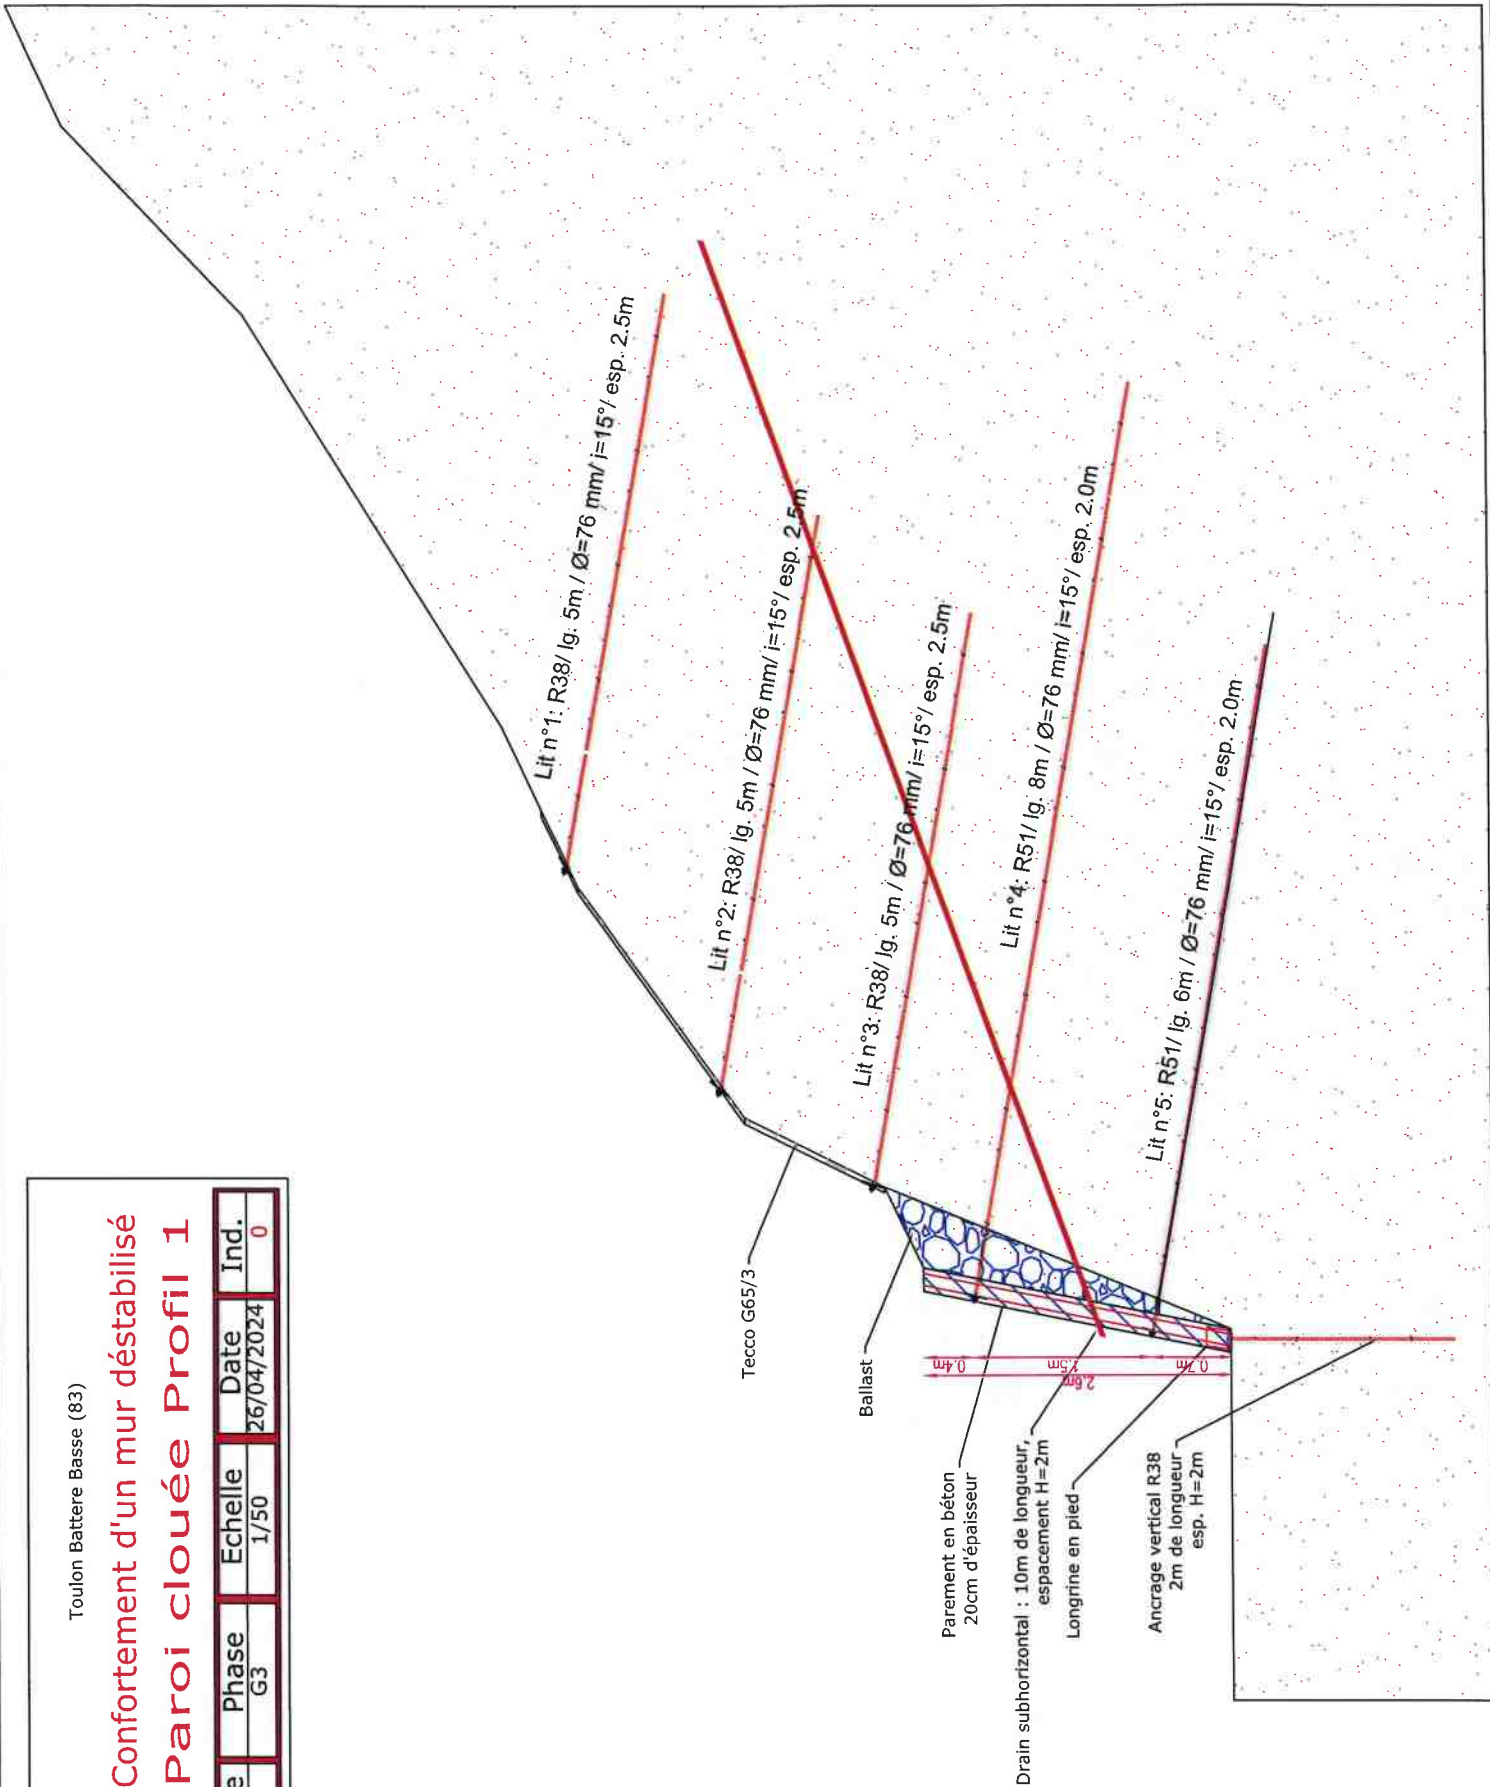 Toulon Battere Basse (83)
Confortement d'un mur déstabilisé
Paroi clouée Profil 1
e
Phase
Echelle
Date
Ind.
G3
1/50
26/04/2024
0
Lit n°1: R38/ lg. 5m / Ø=76 mm/ i=15°/ esp. 2.5m
Lit n°2: R38/ lg. 5m / Ø=76 mm/ i=15°/ esp. 2.5m
Lit n°3: R38/ lg. 5m / Ø=76 mm/ i=15°/ esp. 2.5m
Lit n°4: R51/ lg. 8m / Ø=76 mm/ i=15°/ esp. 2.0m
Lit n°5: R51/ lg. 6m / Ø=76 mm/ i=15°/ esp. 2.0m
Tecco G65/3
Ballast
Parement en béton
20cm d'épaisseur
Drain subhorizontal : 10m de longueur,
espacement H=2m
Longrine en pied
Ancrage vertical R38
2m de longueur
esp. H=2m
0.4m
1.5m
0.7m
2.6m